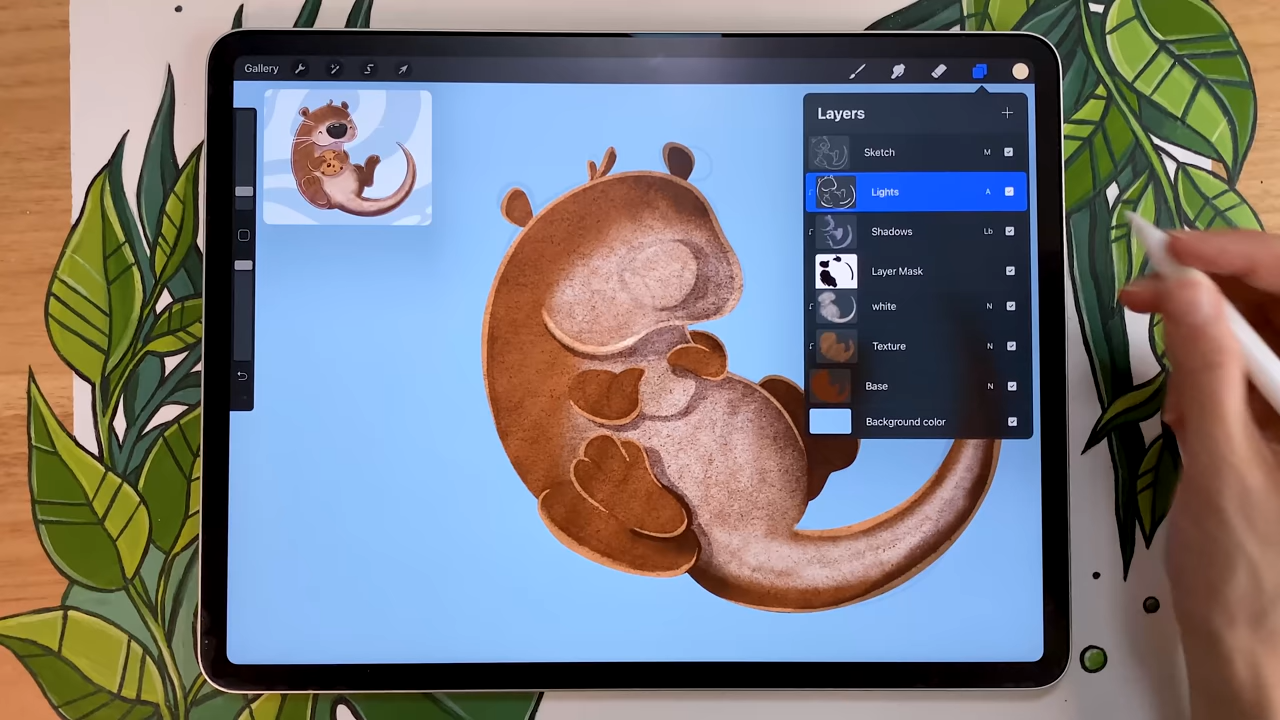 Gallery
Layers
Sketch M
Lights A
Shadows Lb
Layer Mask
white N
Texture N
Base N
Background color